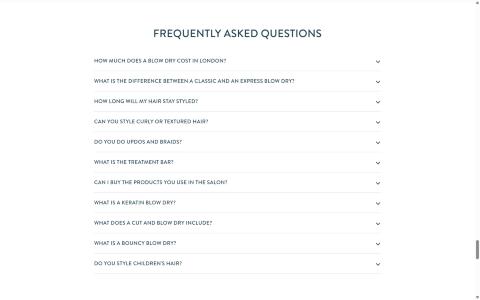 FREQUENTLY ASKED QUESTIONS
HOW MUCH DOES A BLOW DRY COST IN LONDON?
WHAT IS THE DIFFERENCE BETWEEN A CLASSIC AND AN EXPRESS BLOW DRY?
HOW LONG WILL MY HAIR STAY STYLED?
CAN YOU STYLE CURLY OR TEXTURED HAIR?
DO YOU DO UPDOS AND BRAIDS?
WHAT IS THE TREATMENT BAR?
CAN I BUY THE PRODUCTS YOU USE IN THE SALON?
WHAT IS A KERATIN BLOW DRY?
WHAT DOES A CUT AND BLOW DRY INCLUDE?
WHAT IS A BOUNCY BLOW DRY?
DO YOU STYLE CHILDREN'S HAIR?